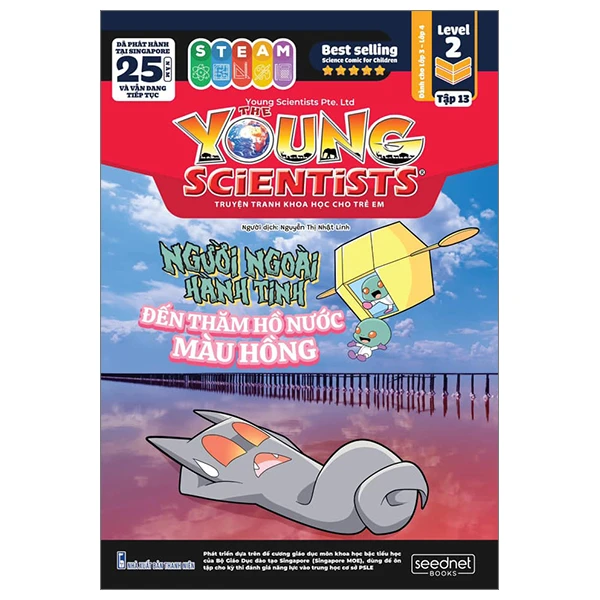 ĐÃ PHÁT HÀNH
TẠI SINGAPORE
25 NĂM
VÀ VẪN ĐANG
TIẾP TỤC
STEAM
Best selling
Science Comic for Children
Dành cho Lớp 3 - Lớp 4
Level
2
Tập 13
Young Scientists Pte. Ltd
THE
YOUNG
SCiENTiSTS®
TRUYỆN TRANH KHOA HỌC CHO TRẺ EM
Người dịch: Nguyễn Thị Nhật Linh
NGƯỜI NGOÀI
HÀNH TINH
ĐẾN THĂM HỒ NƯỚC
MÀU HỒNG
NHÀ XUẤT BẢN THANH NIÊN
Phát triển dựa trên đề cương giáo dục môn khoa học bậc tiểu học
của Bộ Giáo Dục đào tạo Singapore (Singapore MOE), dùng để ôn
tập cho kỳ thi đánh giá năng lực vào trung học cơ sở PSLE
seednet
BOOKS